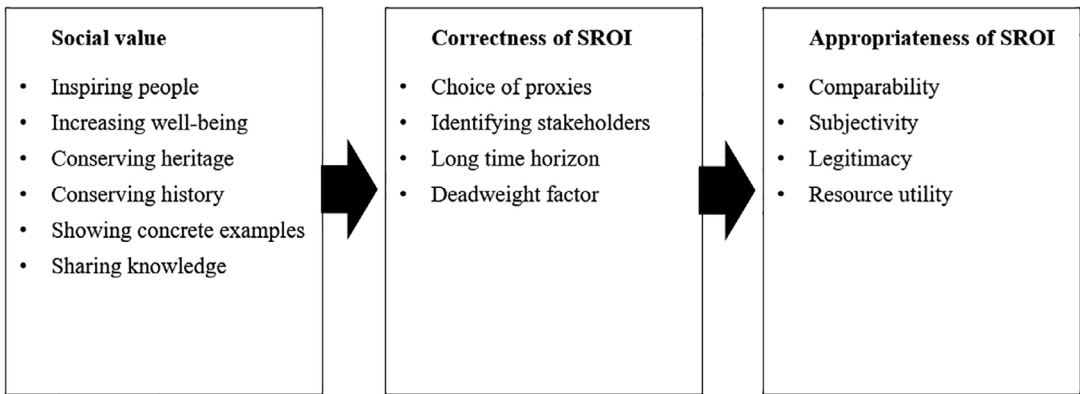 Social value
• Inspiring people
• Increasing well-being
• Conserving heritage
• Conserving history
• Showing concrete examples
• Sharing knowledge
Correctness of SROI
• Choice of proxies
• Identifying stakeholders
• Long time horizon
• Deadweight factor
Appropriateness of SROI
• Comparability
• Subjectivity
• Legitimacy
• Resource utility